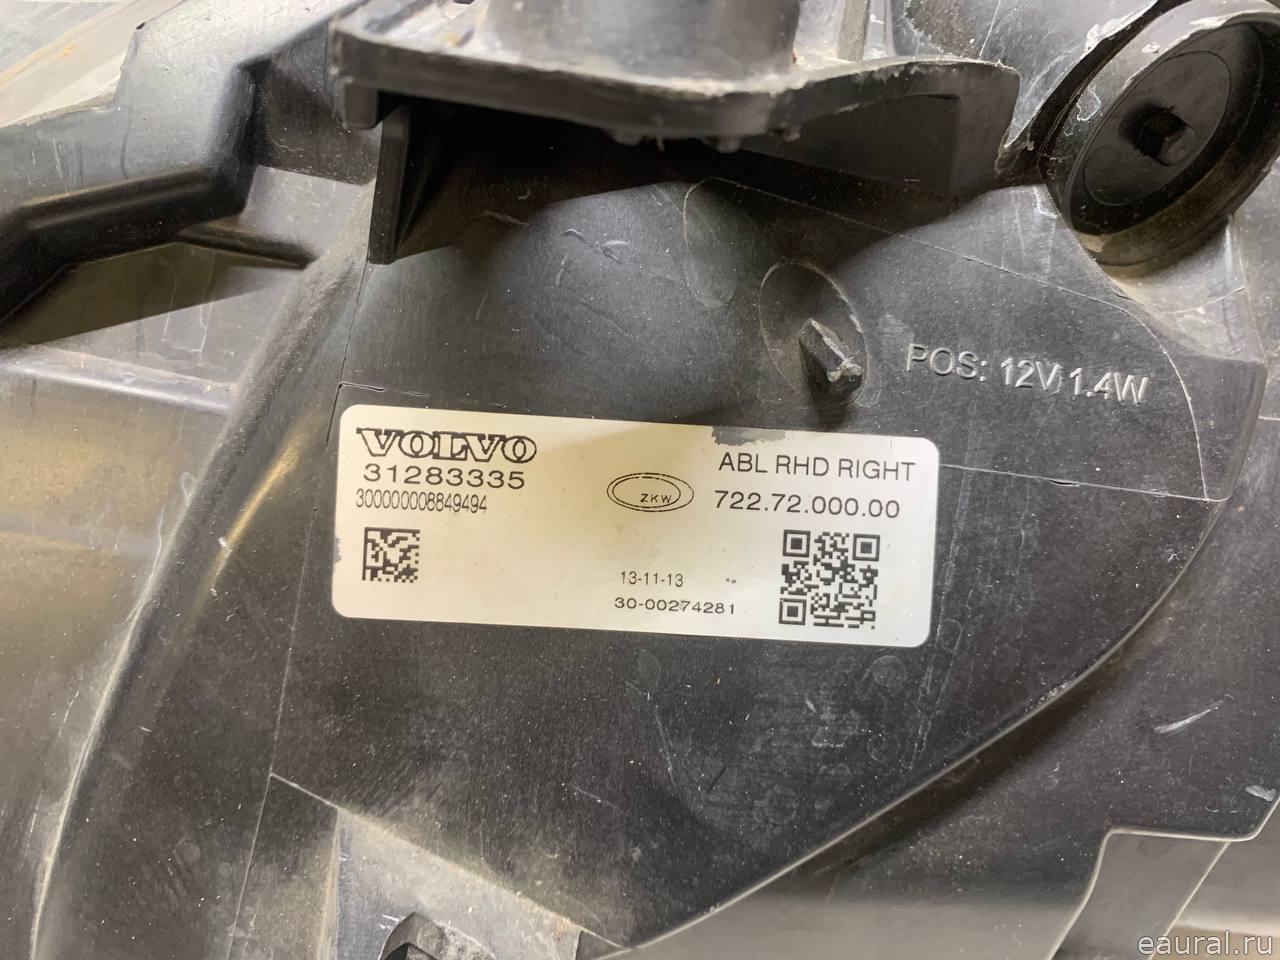 POS: 12V 1.4W
VOLVO
31283335
300000008849494
ZKW
ABL RHD RIGHT
722.72.000.00
13-11-13
30-00274281
eaural.ru